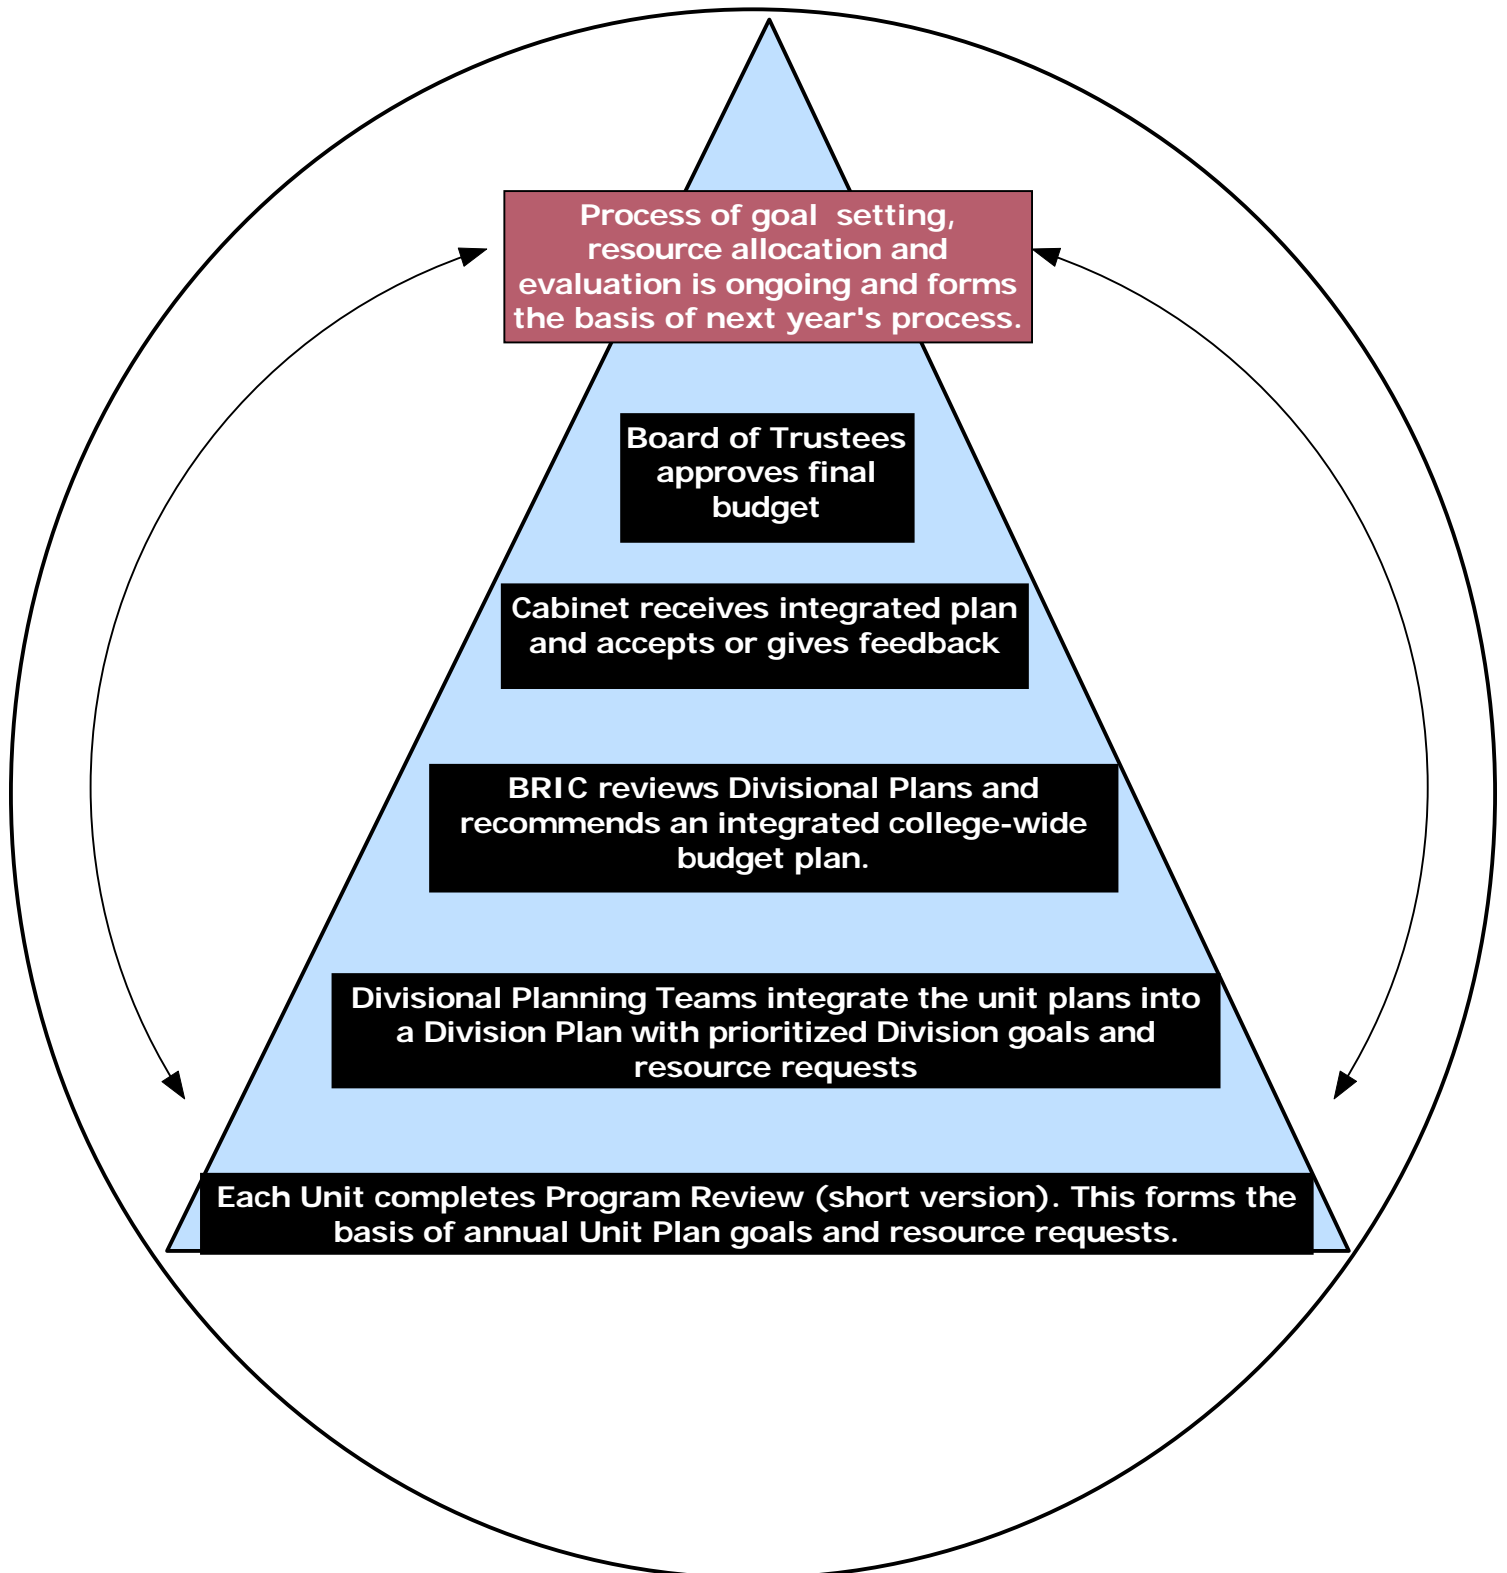 Process of goal  setting,
resource allocation and
evaluation is ongoing and forms
the basis of next year's process.
Board of Trustees
approves final
budget
Cabinet receives integrated plan
and accepts or gives feedback
BRIC reviews Divisional Plans and
recommends an integrated college-wide
budget plan.
Divisional Planning Teams integrate the unit plans into
a Division Plan with prioritized Division goals and
resource requests
Each Unit completes Program Review (short version). This forms the
basis of annual Unit Plan goals and resource requests.